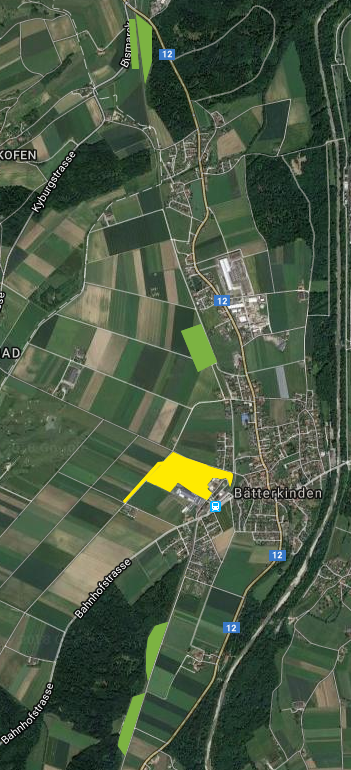 Bismarck
12
KOFEN
Kyburgstrasse
12
AD
Bätterkinden
12
Bahnhofstrasse
12
Bahnhofstrasse